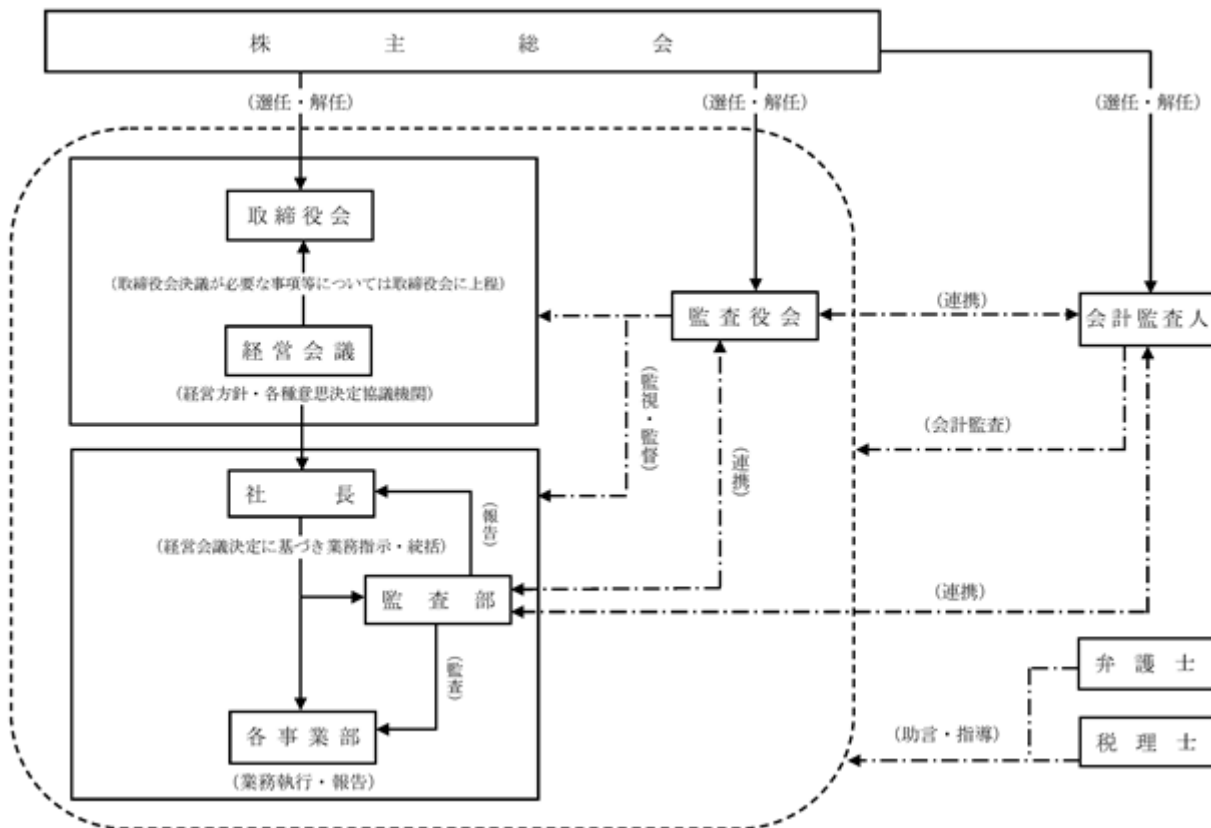 株主総会
(選任・解任)
(選任・解任)
(選任・解任)
取締役会
(取締役会決議が必要な事項等については取締役会に上程)
経営会議
(経営方針・各種意思決定協議機関)
監査役会
(連携)
会計監査人
(監視・監督)
(連携)
(会計監査)
社長
(報告)
(経営会議決定に基づき業務指示・統括)
監査部
(連携)
(監査)
各事業部
(業務執行・報告)
弁護士
(助言・指導)
税理士